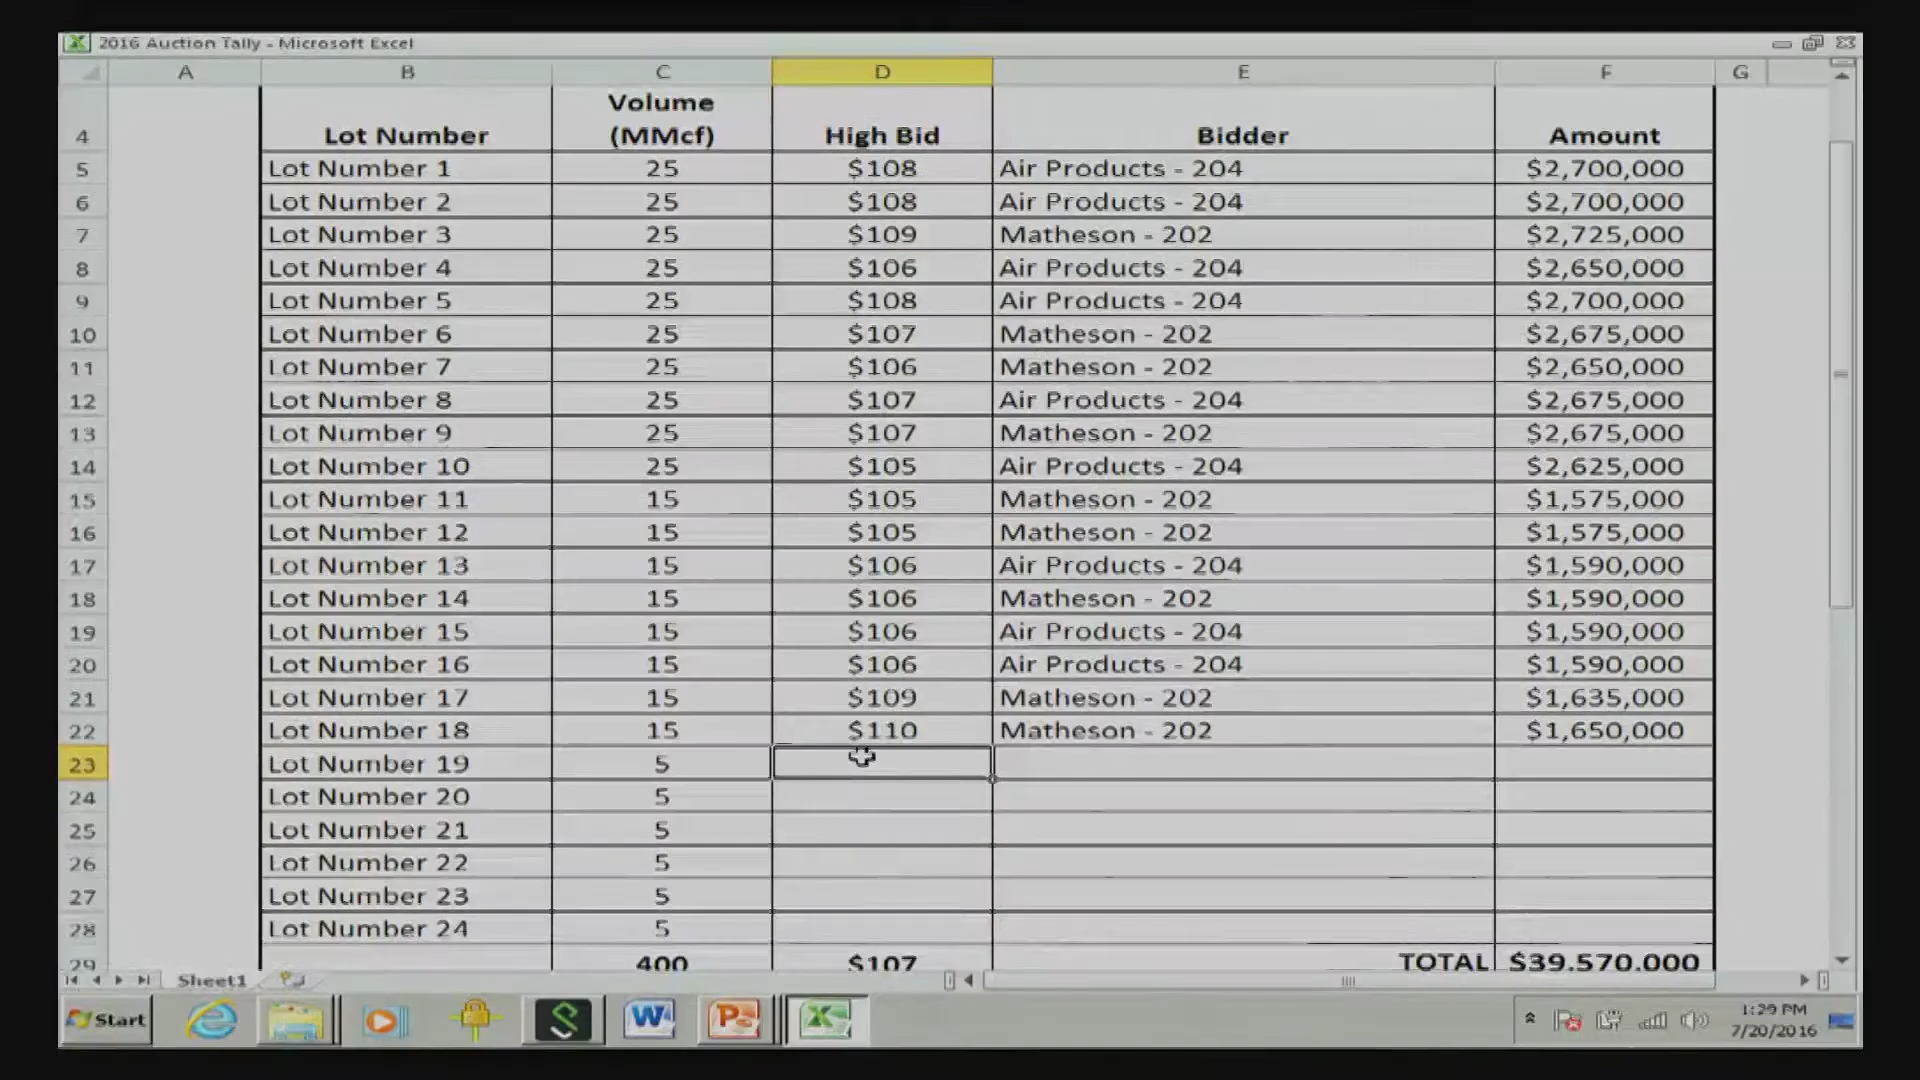 2016 Auction Tally - Microsoft Excel
A B C D E F G
4 Lot Number Volume (MMcf) High Bid Bidder Amount
5 Lot Number 1 25 $108 Air Products - 204 $2,700,000
6 Lot Number 2 25 $108 Air Products - 204 $2,700,000
7 Lot Number 3 25 $109 Matheson - 202 $2,725,000
8 Lot Number 4 25 $106 Air Products - 204 $2,650,000
9 Lot Number 5 25 $108 Air Products - 204 $2,700,000
10 Lot Number 6 25 $107 Matheson - 202 $2,675,000
11 Lot Number 7 25 $106 Matheson - 202 $2,650,000
12 Lot Number 8 25 $107 Air Products - 204 $2,675,000
13 Lot Number 9 25 $107 Matheson - 202 $2,675,000
14 Lot Number 10 25 $105 Air Products - 204 $2,625,000
15 Lot Number 11 15 $105 Matheson - 202 $1,575,000
16 Lot Number 12 15 $105 Matheson - 202 $1,575,000
17 Lot Number 13 15 $106 Air Products - 204 $1,590,000
18 Lot Number 14 15 $106 Matheson - 202 $1,590,000
19 Lot Number 15 15 $106 Air Products - 204 $1,590,000
20 Lot Number 16 15 $106 Air Products - 204 $1,590,000
21 Lot Number 17 15 $109 Matheson - 202 $1,635,000
22 Lot Number 18 15 $110 Matheson - 202 $1,650,000
23 Lot Number 19 5
24 Lot Number 20 5
25 Lot Number 21 5
26 Lot Number 22 5
27 Lot Number 23 5
28 Lot Number 24 5
29 400 $107 TOTAL $39,570,000
Sheet1
Start 1:29 PM
7/20/2016